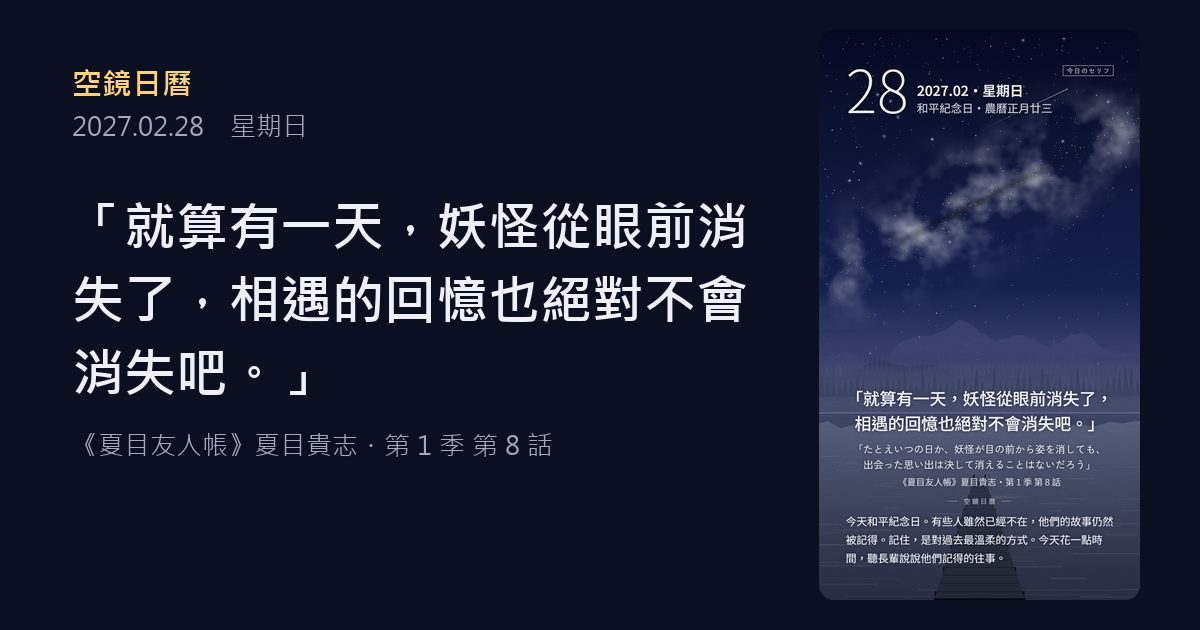 空鏡日曆
2027.02.28 星期日
「就算有一天，妖怪從眼前消
失了，相遇的回憶也絕對不會
消失吧。」
《夏目友人帳》夏目貴志・第 1 季 第 8 話
28
2027.02・星期日
和平紀念日・農曆正月廿三
今日のセリフ
「就算有一天，妖怪從眼前消失了，
相遇的回憶也絕對不會消失吧。」
「たとえいつの日か、妖怪が目の前から姿を消しても、
出会った思い出は決して消えることはないだろう」
《夏目友人帳》夏目貴志・第 1 季 第 8 話
— 空鏡日曆 —
今天和平紀念日。有些人雖然已經不在，他們的故事仍然
被記得。記住，是對過去最溫柔的方式。今天花一點時
間，聽長輩說說他們記得的往事。